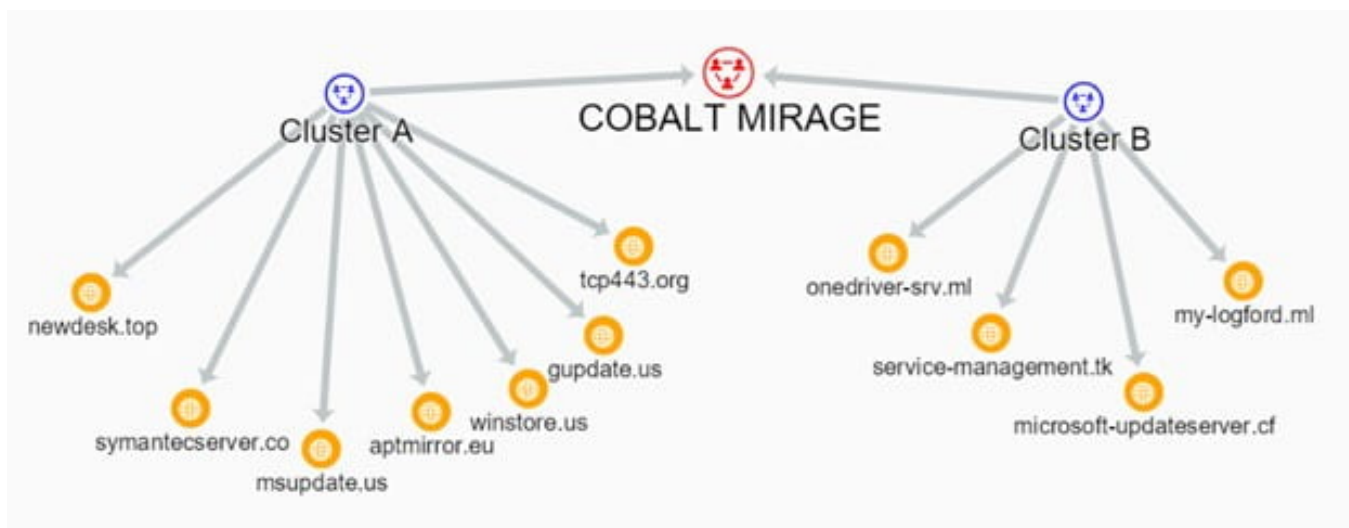 COBALT MIRAGE
Cluster A
Cluster B
tcp443.org
onedriver-srv.ml
newdesk.top
my-logford.ml
gupdate.us
service-management.tk
winstore.us
symantecserver.co
aptmirror.eu
microsoft-updateserver.cf
msupdate.us